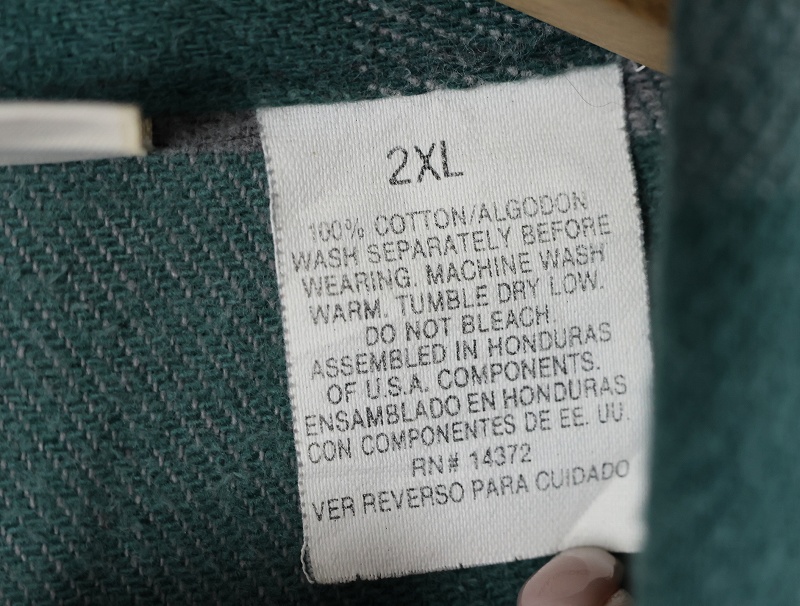 2XL
100% COTTON/ALGODON
WASH SEPARATELY BEFORE
WEARING. MACHINE WASH
WARM. TUMBLE DRY LOW.
DO NOT BLEACH.
ASSEMBLED IN HONDURAS
OF U.S.A. COMPONENTS.
ENSAMBLADO EN HONDURAS
CON COMPONENTES DE EE. UU.
RN# 14372
VER REVERSO PARA CUIDADO